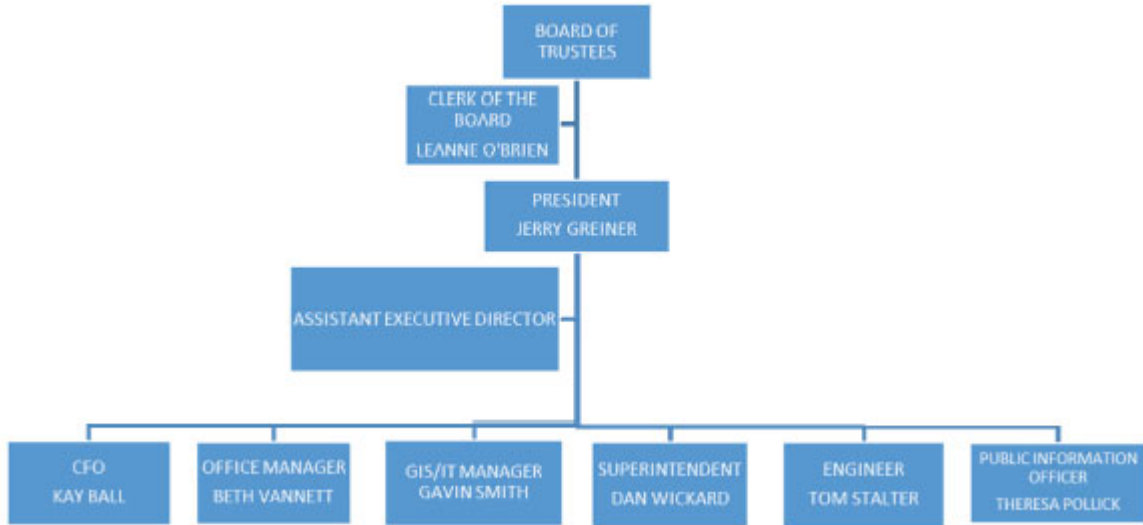 BOARD OF
TRUSTEES
CLERK OF THE
BOARD
LEANNE O'BRIEN
PRESIDENT
JERRY GREINER
ASSISTANT EXECUTIVE DIRECTOR
CFO
KAY BALL
OFFICE MANAGER
BETH VANNETT
GIS/IT MANAGER
GAVIN SMITH
SUPERINTENDENT
DAN WICKARD
ENGINEER
TOM STALTER
PUBLIC INFORMATION
OFFICER
THERESA POLLICK